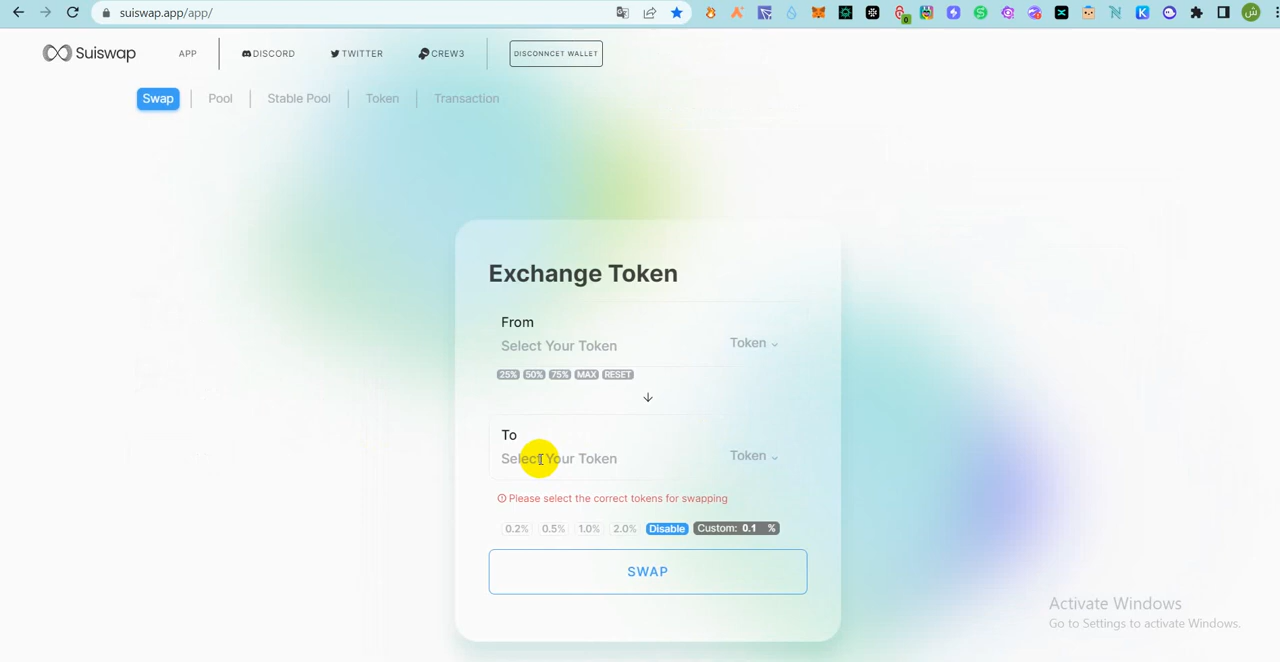 suiswap.app/app/
0
ش
Suiswap
APP
DISCORD
TWITTER
CREW3
DISCONNCET WALLET
Swap
Pool
Stable Pool
Token
Transaction
Exchange Token
From
Select Your Token
Token
25% 50% 75% MAX RESET
To
Select Your Token
Token
Please select the correct tokens for swapping
0.2% 0.5% 1.0% 2.0% Disable Custom: 0.1 %
SWAP
Activate Windows
Go to Settings to activate Windows.